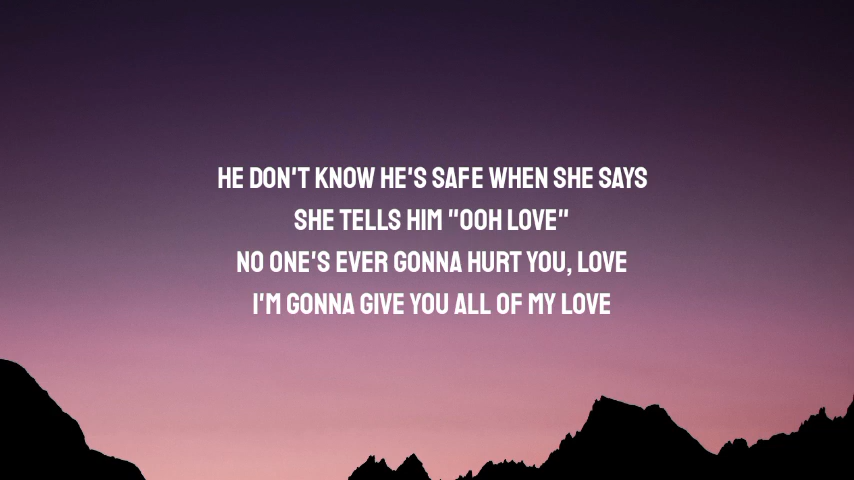 HE DON'T KNOW HE'S SAFE WHEN SHE SAYS
SHE TELLS HIM "OOH LOVE"
NO ONE'S EVER GONNA HURT YOU, LOVE
I'M GONNA GIVE YOU ALL OF MY LOVE